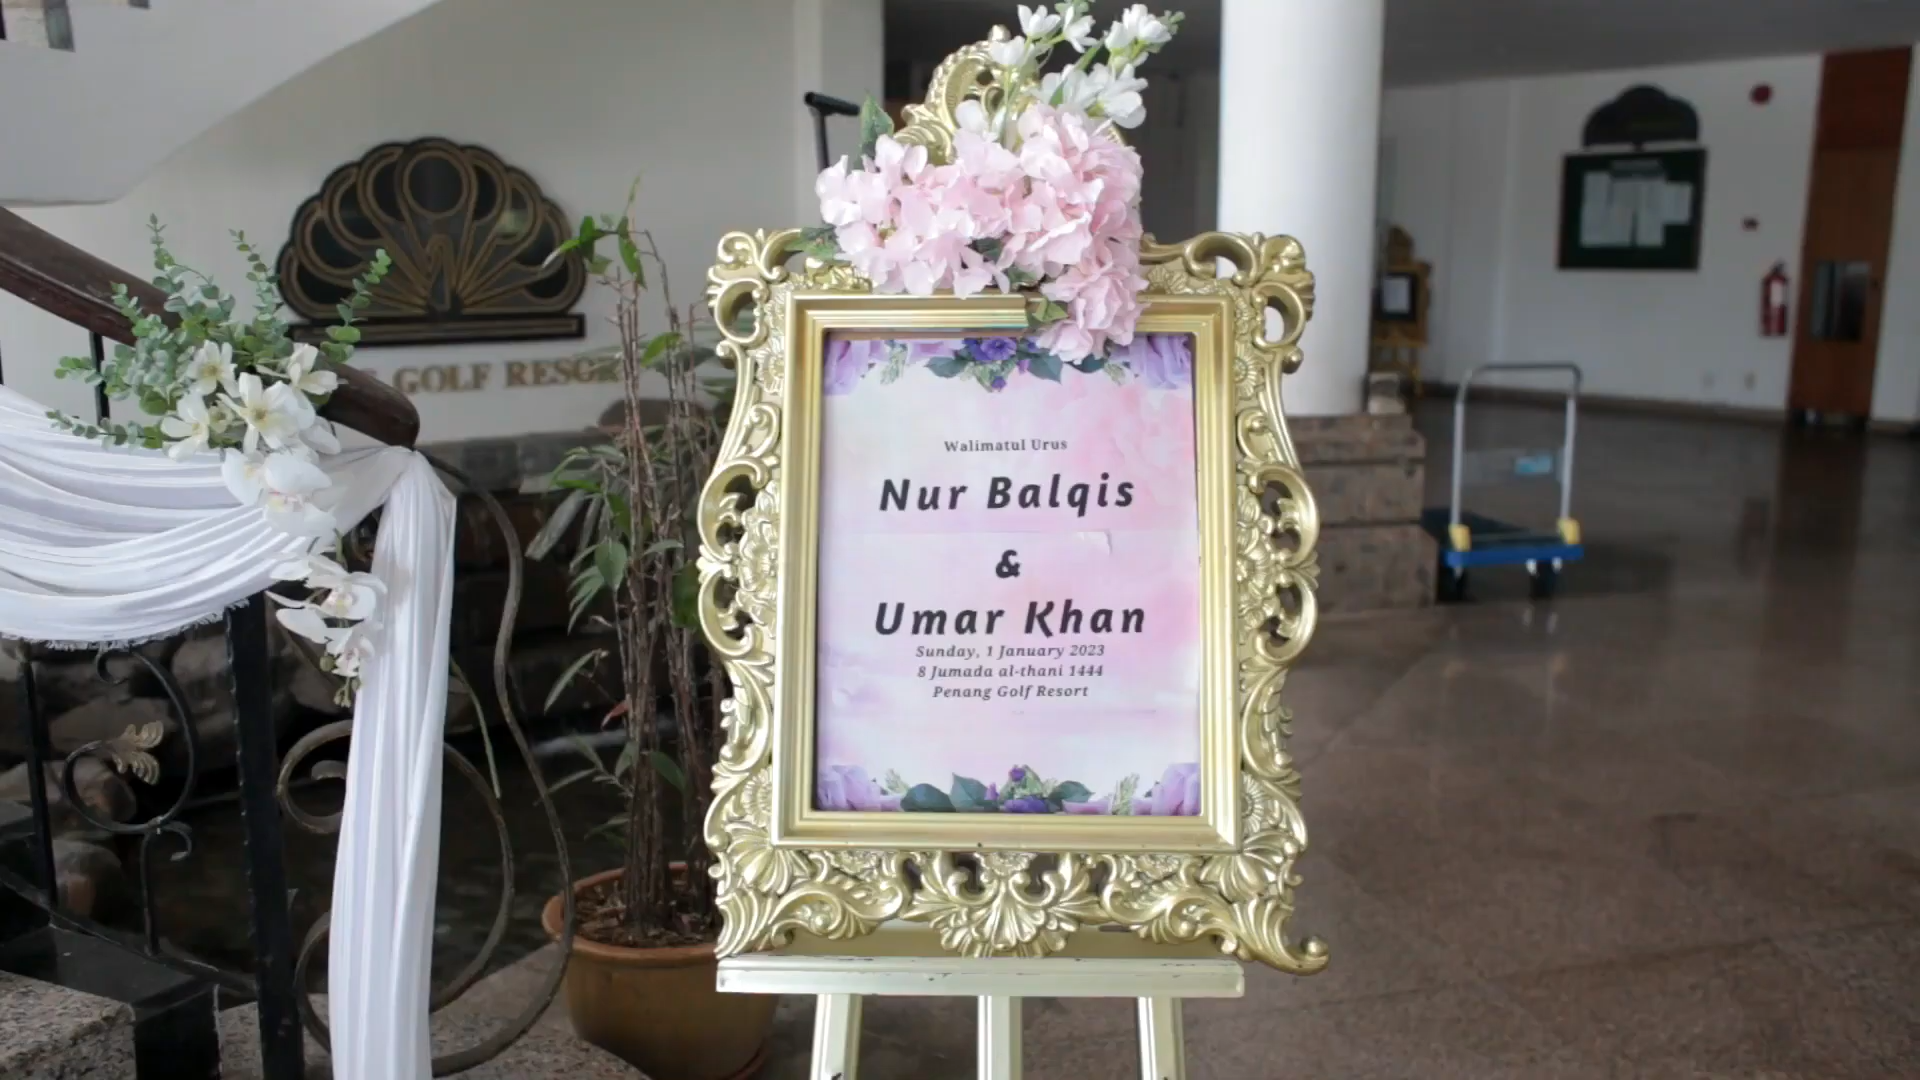 GOLF RESOR
Walimatul Urus
Nur Balqis
&
Umar Khan
Sunday, 1 January 2023
8 Jumada al-thani 1444
Penang Golf Resort